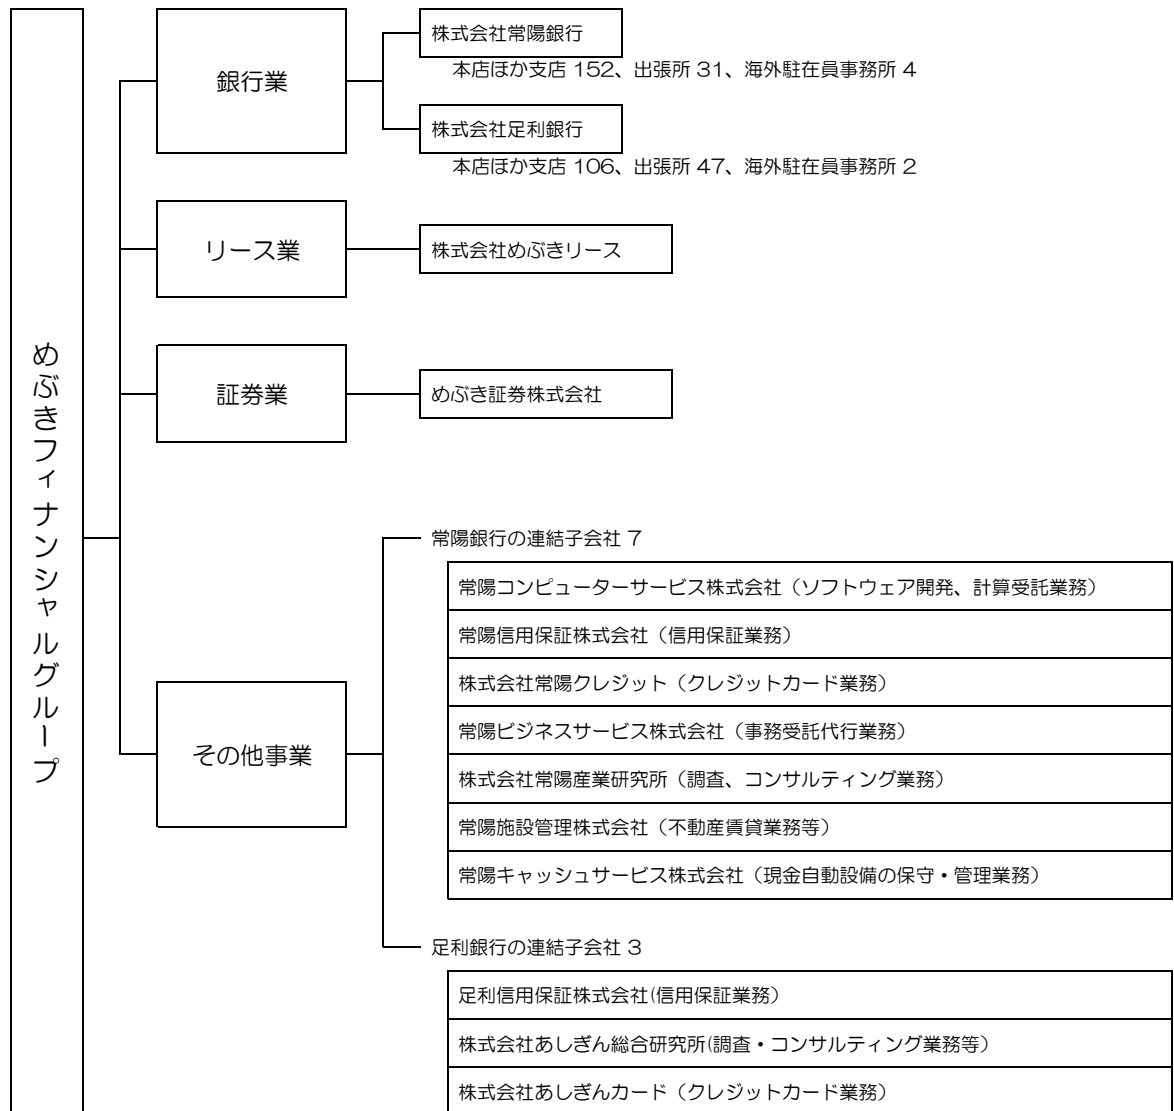 めぶきフィナンシャルグループ
銀行業
株式会社常陽銀行
本店ほか支店 152、出張所 31、海外駐在員事務所 4
株式会社足利銀行
本店ほか支店 106、出張所 47、海外駐在員事務所 2
リース業
株式会社めぶきリース
証券業
めぶき証券株式会社
その他事業
常陽銀行の連結子会社 7
常陽コンピューターサービス株式会社（ソフトウェア開発、計算受託業務）
常陽信用保証株式会社（信用保証業務）
株式会社常陽クレジット（クレジットカード業務）
常陽ビジネスサービス株式会社（事務受託代行業務）
株式会社常陽産業研究所（調査、コンサルティング業務）
常陽施設管理株式会社（不動産賃貸業務等）
常陽キャッシュサービス株式会社（現金自動設備の保守・管理業務）
足利銀行の連結子会社 3
足利信用保証株式会社(信用保証業務）
株式会社あしぎん総合研究所(調査・コンサルティング業務等）
株式会社あしぎんカード（クレジットカード業務）